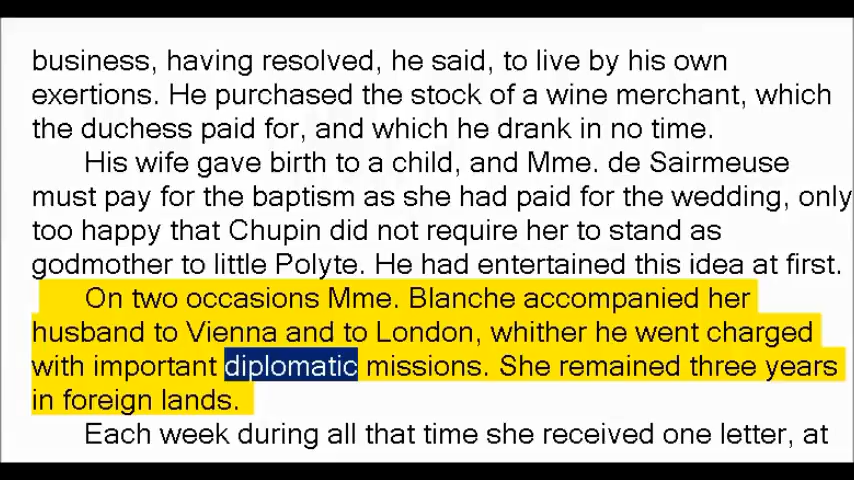 business, having resolved, he said, to live by his own
exertions. He purchased the stock of a wine merchant, which
the duchess paid for, and which he drank in no time.
His wife gave birth to a child, and Mme. de Sairmeuse
must pay for the baptism as she had paid for the wedding, only
too happy that Chupin did not require her to stand as
godmother to little Polyte. He had entertained this idea at first.
On two occasions Mme. Blanche accompanied her
husband to Vienna and to London, whither he went charged
with important diplomatic missions. She remained three years
in foreign lands.
Each week during all that time she received one letter, at